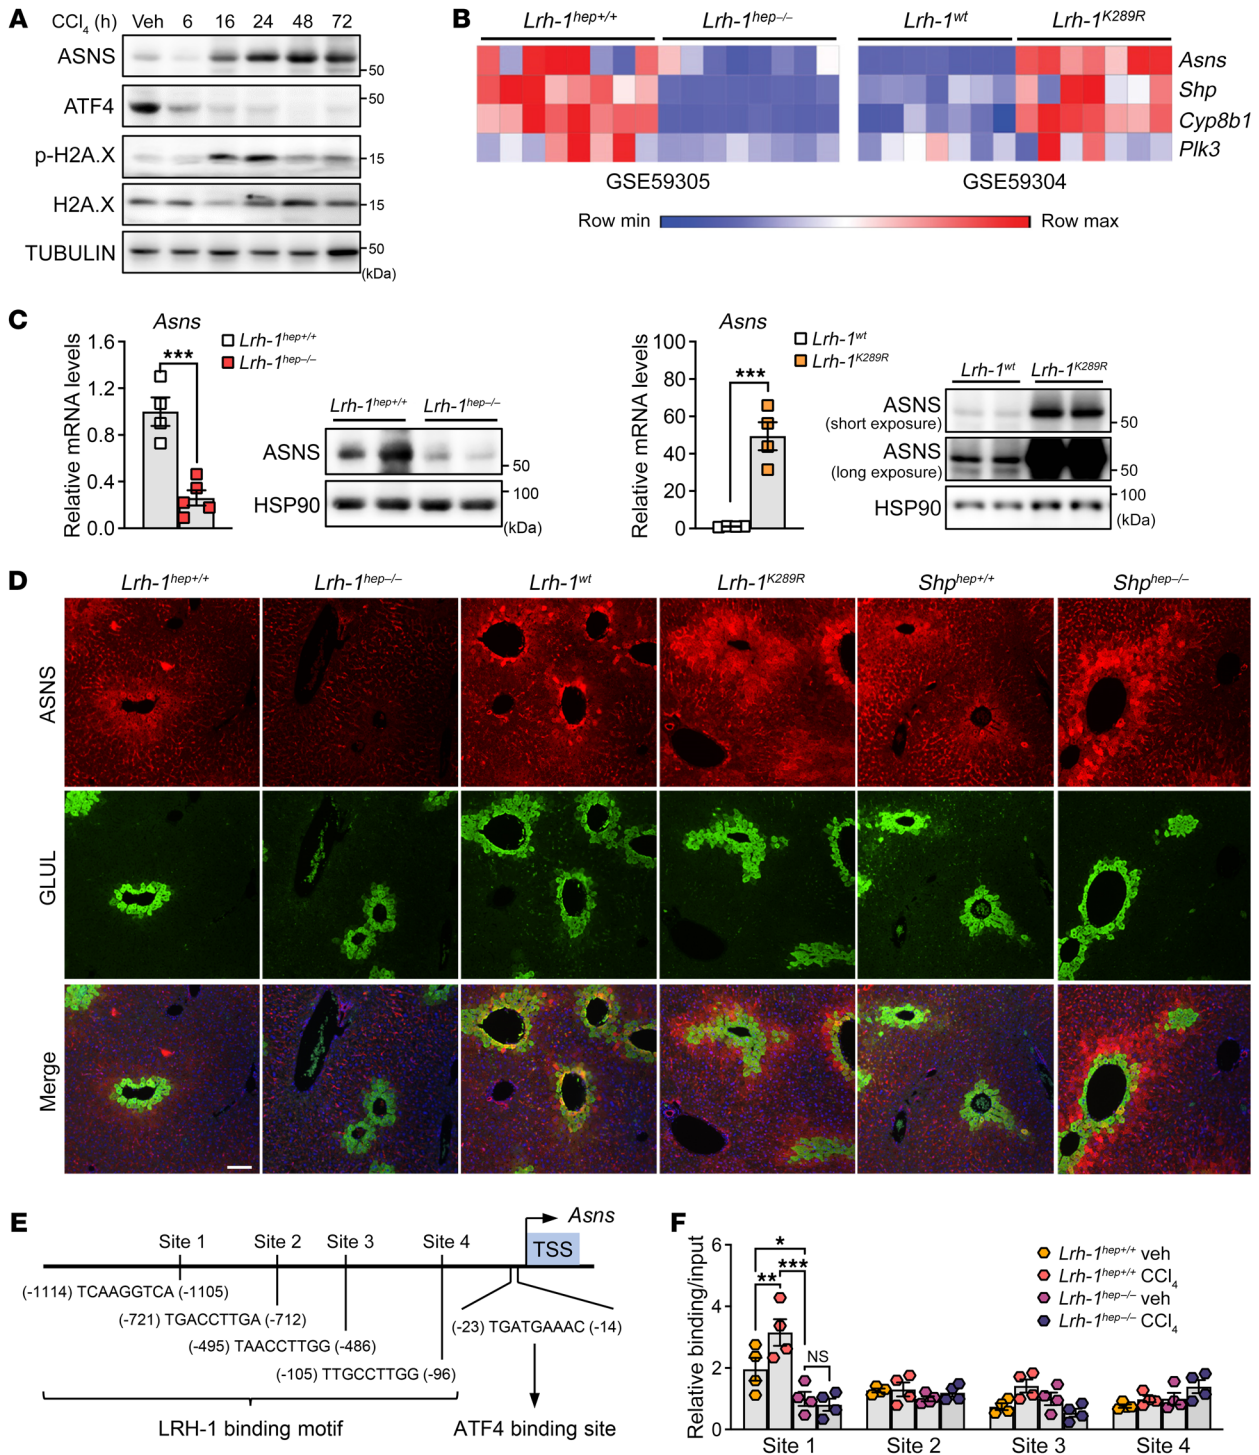 A
CCl4 (h) Veh 6 16 24 48 72
ASNS
50
ATF4
50
p-H2A.X
15
H2A.X
15
TUBULIN
50
(kDa)
B
Lrh-1hep+/+ Lrh-1hep–/– Lrh-1wt Lrh-1K289R
Asns
Shp
Cyp8b1
Plk3
GSE59305 GSE59304
Row min Row max
C
Asns
Relative mRNA levels
1.6
1.2
0.8
0.4
0.0
***
Lrh-1hep+/+
Lrh-1hep–/–
Lrh-1hep+/+ Lrh-1hep–/–
ASNS
50
100
HSP90
(kDa)
Asns
Relative mRNA levels
100
80
60
40
20
0
***
Lrh-1wt
Lrh-1K289R
Lrh-1wt Lrh-1K289R
ASNS
(short exposure)
50
ASNS
(long exposure)
50
100
HSP90
(kDa)
D
Lrh-1hep+/+ Lrh-1hep–/– Lrh-1wt Lrh-1K289R Shphep+/+ Shphep–/–
ASNS
GLUL
Merge
E
Asns
Site 1 Site 2 Site 3 Site 4 TSS
(-1114) TCAAGGTCA (-1105)
(-721) TGACCTTGA (-712)
(-495) TAACCTTGG (-486)
(-105) TTGCCTTGG (-96)
(-23) TGATGAAAC (-14)
LRH-1 binding motif ATF4 binding site
F
Relative binding/input
6
4
2
0
*
** ***
NS
Lrh-1hep+/+ veh
Lrh-1hep+/+ CCl4
Lrh-1hep–/– veh
Lrh-1hep–/– CCl4
Site 1 Site 2 Site 3 Site 4